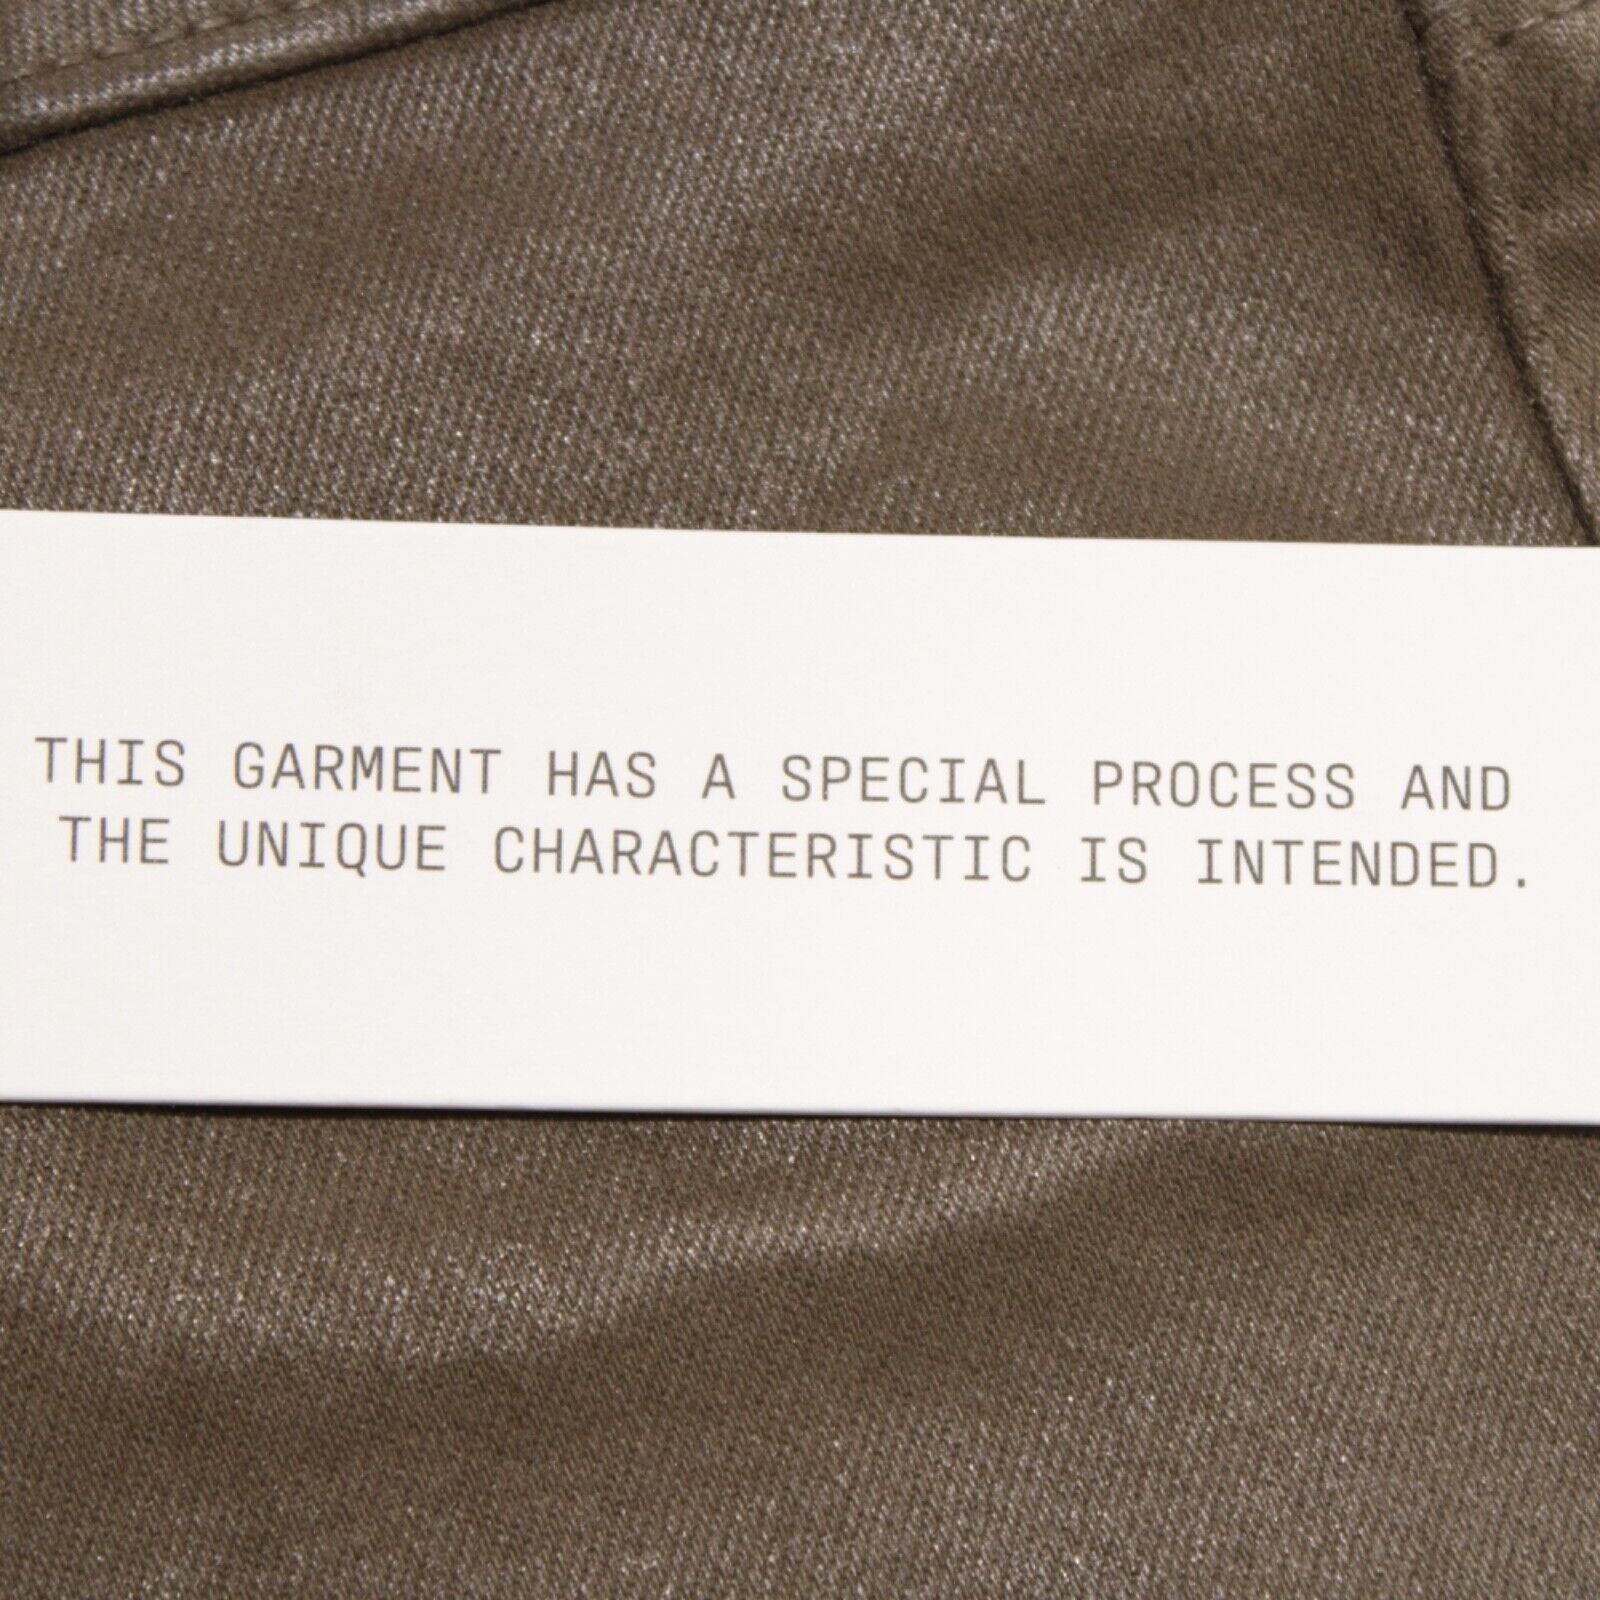 THIS GARMENT HAS A SPECIAL PROCESS AND
THE UNIQUE CHARACTERISTIC IS INTENDED.